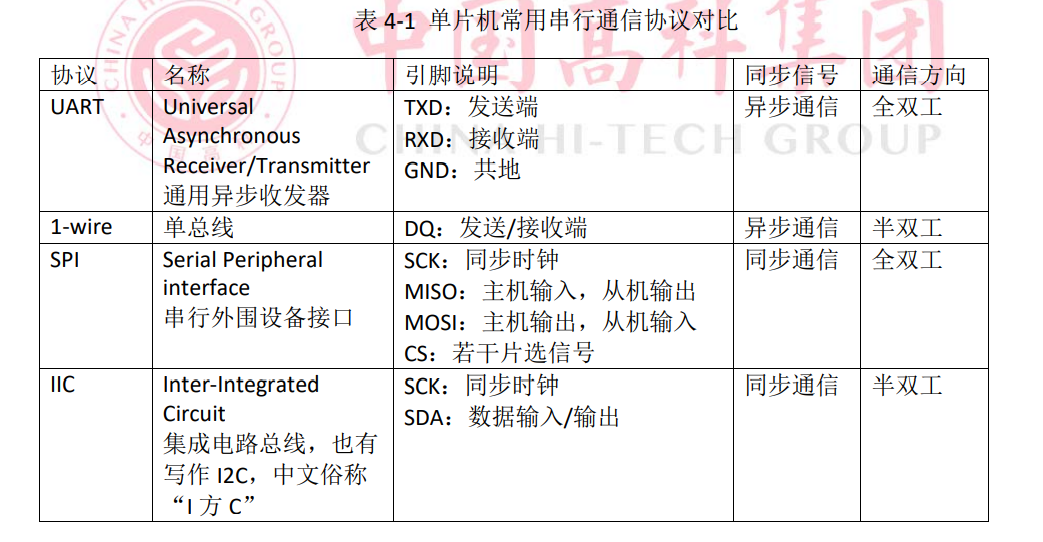 表 4-1 单片机常用串行通信协议对比
中国高科集团
CHINA HI-TECH GROUP
CHINA HI-TECH GROUP
中国高科
协议 名称 引脚说明 同步信号 通信方向
UART Universal TXD：发送端 异步通信 全双工
Asynchronous RXD：接收端
Receiver/Transmitter GND：共地
通用异步收发器
1-wire 单总线 DQ：发送/接收端 异步通信 半双工
SPI Serial Peripheral SCK：同步时钟 同步通信 全双工
interface MISO：主机输入，从机输出
串行外围设备接口 MOSI：主机输出，从机输入
CS：若干片选信号
IIC Inter-Integrated SCK：同步时钟 同步通信 半双工
Circuit SDA：数据输入/输出
集成电路总线，也有
写作 I2C，中文俗称
“I 方 C”